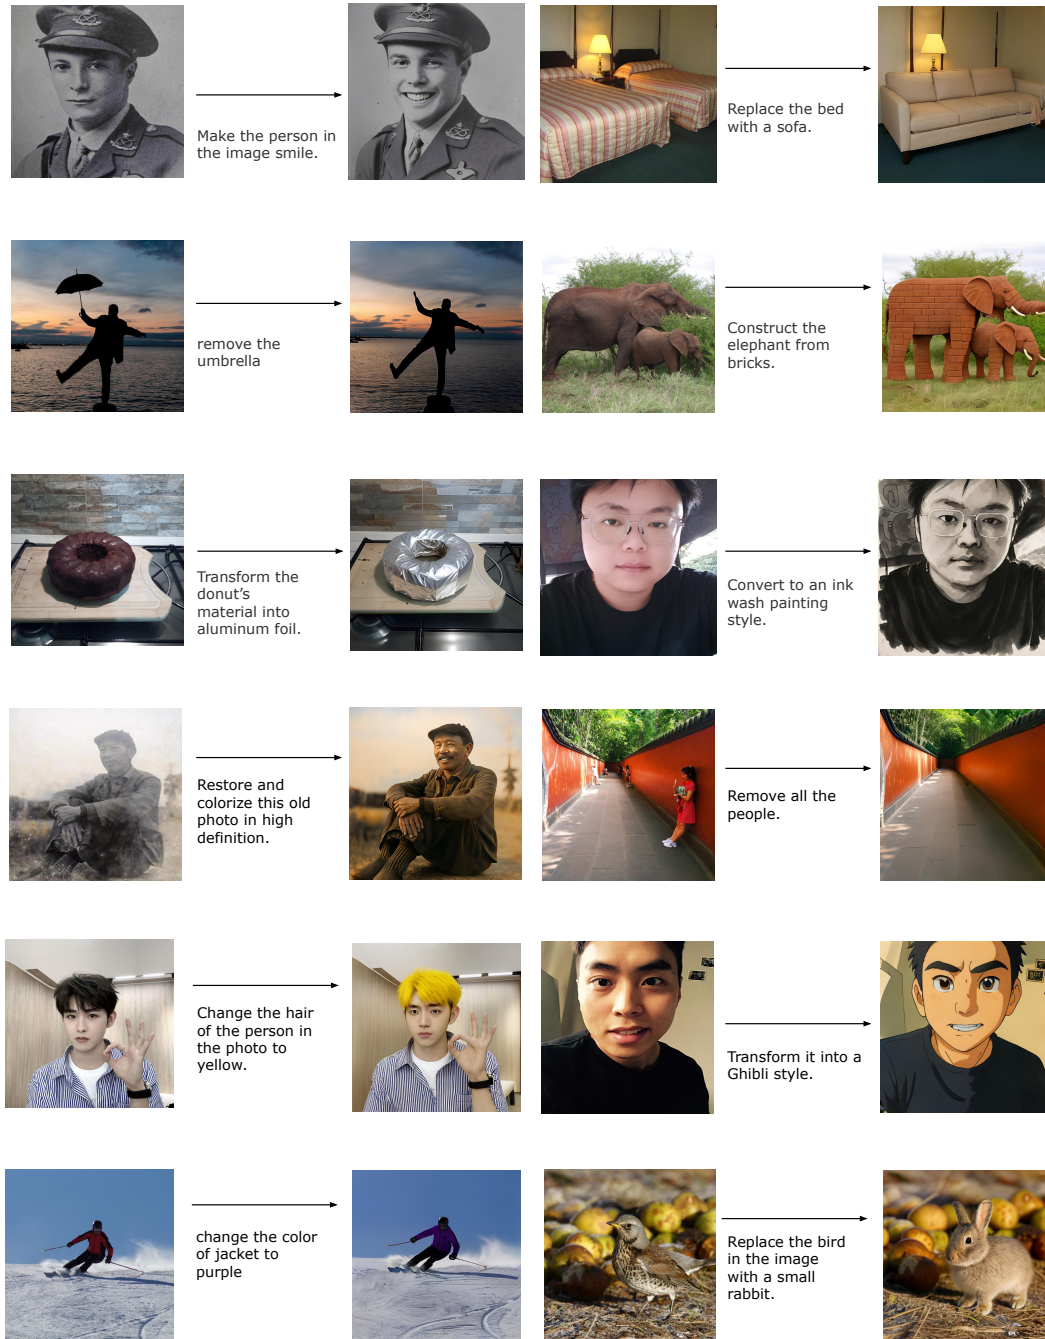 Make the person in
the image smile.
Replace the bed
with a sofa.
remove the
umbrella
Construct the
elephant from
bricks.
Transform the
donut's
material into
aluminum foil.
Convert to an ink
wash painting
style.
Restore and
colorize this old
photo in high
definition.
Remove all the
people.
Change the hair
of the person in
the photo to
yellow.
Transform it into a
Ghibli style.
change the color
of jacket to
purple
Replace the bird
in the image
with a small
rabbit.